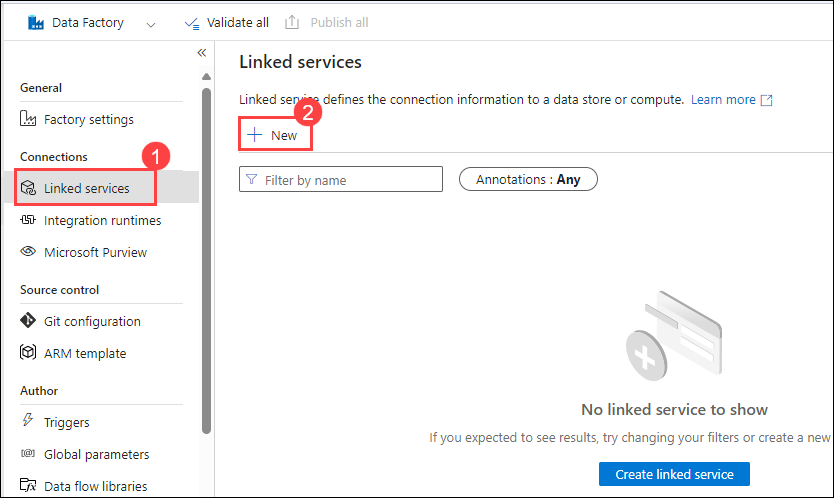 Data Factory
Validate all
Publish all
«
General
Factory settings
Connections
1
Linked services
Integration runtimes
Microsoft Purview
Source control
Git configuration
ARM template
Author
Triggers
Global parameters
Data flow libraries
Linked services
Linked service defines the connection information to a data store or compute. Learn more
2
+ New
Filter by name
Annotations : Any
No linked service to show
If you expected to see results, try changing your filters or create a new
Create linked service